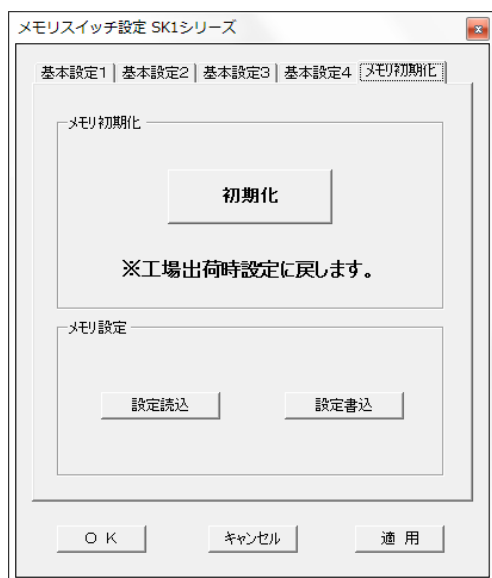 メモリスイッチ設定 SK1シリーズ
基本設定1 基本設定2 基本設定3 基本設定4 メモリ初期化
メモリ初期化
初期化
※工場出荷時設定に戻します。
メモリ設定
設定読込 設定書込
OK キャンセル 適用